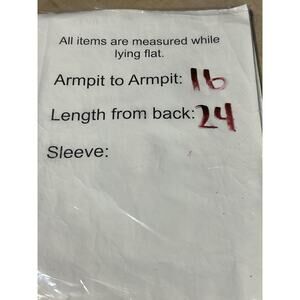 All items are measured while
lying flat.
Armpit to Armpit: 16
Length from back: 24
Sleeve: